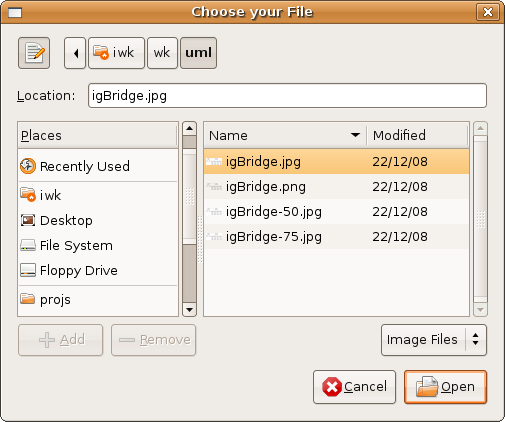 Choose your File
iwk wk uml
Location: igBridge.jpg
Places
Recently Used
iwk
Desktop
File System
Floppy Drive
projs
Add Remove
Name Modified
igBridge.jpg 22/12/08
igBridge.png 22/12/08
igBridge-50.jpg 22/12/08
igBridge-75.jpg 22/12/08
Image Files
Cancel Open